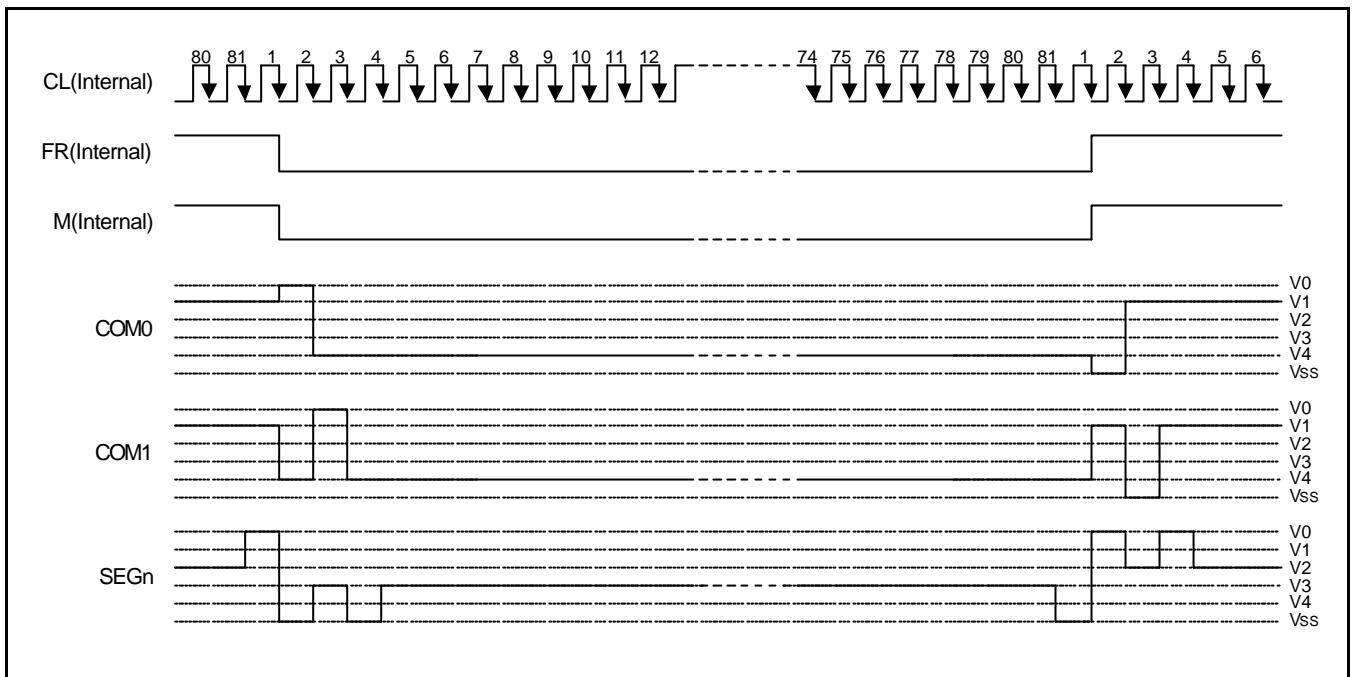 80 81 1 2 3 4 5 6 7 8 9 10 11 12 74 75 76 77 78 79 80 81 1 2 3 4 5 6
CL(Internal)
FR(Internal)
M(Internal)
COM0
V0
V1
V2
V3
V4
Vss
COM1
V0
V1
V2
V3
V4
Vss
SEGn
V0
V1
V2
V3
V4
Vss